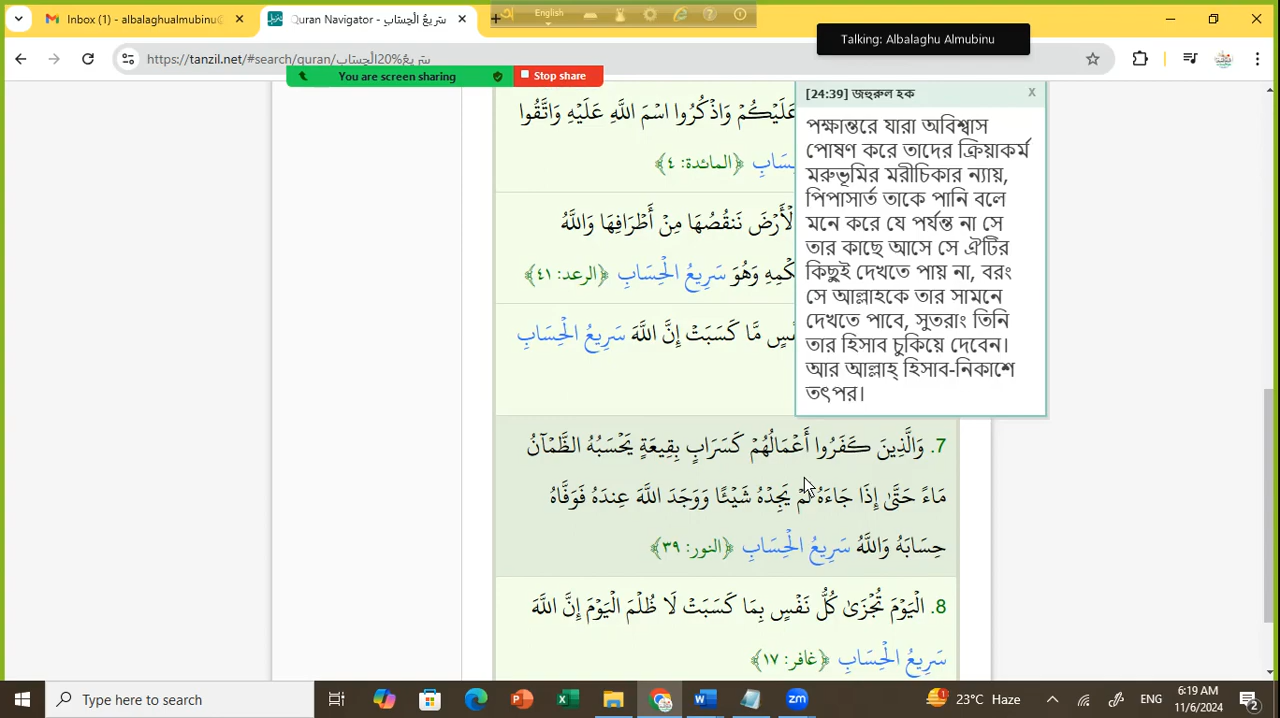 Inbox (1) - albalaghualmubinu@
Quran Navigator - سَرِيعُ الْحِسَابِ
English
Talking: Albalaghu Almubinu
https://tanzil.net/#search/quran/سَرِيعُ%20الْحِسَابِ
You are screen sharing
Stop share
[24:39] জহুরুল হক
X
পক্ষান্তরে যারা অবিশ্বাস
পোষণ করে তাদের ক্রিয়াকর্ম
মরুভূমির মরীচিকার ন্যায়,
পিপাসার্ত তাকে পানি বলে
মনে করে যে পর্যন্ত না সে
তার কাছে আসে সে ঐটির
কিছুই দেখতে পায় না, বরং
সে আল্লাহকে তার সামনে
দেখতে পাবে, সুতরাং তিনি
তার হিসাব চুকিয়ে দেবেন।
আর আল্লাহ্ হিসাব-নিকাশে
তৎপর।
عَلَيْكُمْ وَاذْكُرُوا اسْمَ اللَّهِ عَلَيْهِ وَاتَّقُوا
﴿المائدة: ٤﴾
الْأَرْضَ نَنقُصُهَا مِنْ أَطْرَافِهَا وَاللَّهُ
وَهُوَ سَرِيعُ الْحِسَابِ ﴿الرعد: ٤١﴾
مَّا كَسَبَتْ إِنَّ اللَّهَ سَرِيعُ الْحِسَابِ
7. وَالَّذِينَ كَفَرُوا أَعْمَالُهُمْ كَسَرَابٍ بِقِيعَةٍ يَحْسَبُهُ الظَّمْآنُ
مَاءً حَتَّىٰ إِذَا جَاءَهُ لَمْ يَجِدْهُ شَيْئًا وَوَجَدَ اللَّهَ عِندَهُ فَوَفَّاهُ
حِسَابَهُ وَاللَّهُ سَرِيعُ الْحِسَابِ ﴿النور: ٣٩﴾
8. الْيَوْمَ تُجْزَىٰ كُلُّ نَفْسٍ بِمَا كَسَبَتْ لَا ظُلْمَ الْيَوْمَ إِنَّ اللَّهَ
سَرِيعُ الْحِسَابِ ﴿غافر: ١٧﴾
Type here to search
23°C Haze
ENG
6:19 AM
11/6/2024
2